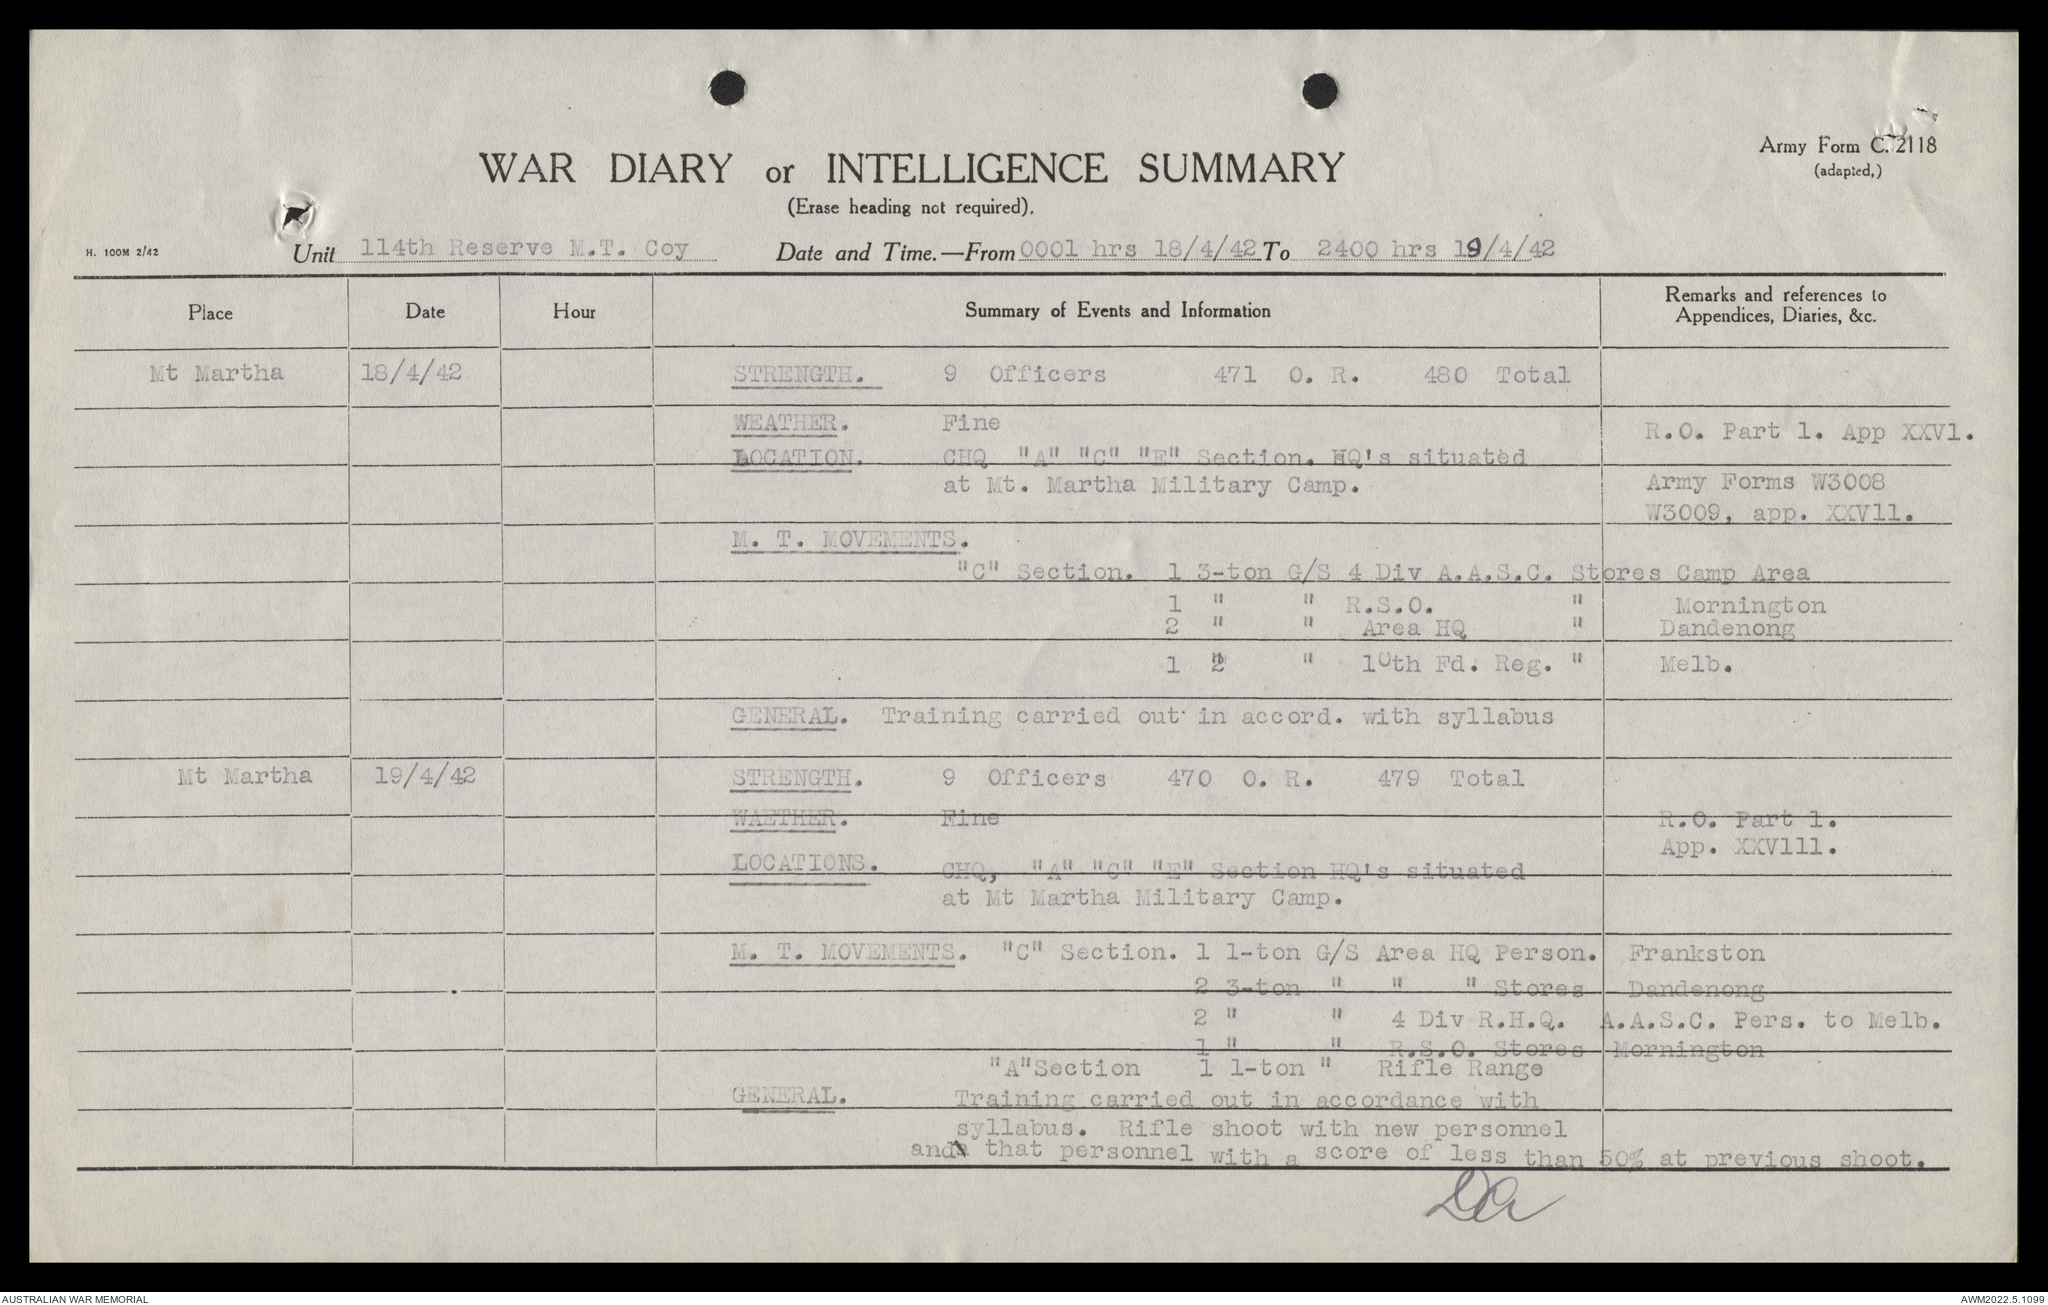 Army Form C. 2118
(adapted,)
WAR DIARY or INTELLIGENCE SUMMARY
(Erase heading not required).
H. 100M 2/42
Unit 114th Reserve M.T. Coy Date and Time.—From 0001 hrs 18/4/42 To 2400 hrs 19/4/42
Place Date Hour Summary of Events and Information Remarks and references to
Appendices, Diaries, &c.
Mt Martha 18/4/42 STRENGTH. 9 Officers 471 O. R. 480 Total
WEATHER. Fine R.O. Part 1. App XXV1.
LOCATION. CHQ "A" "C" "E" Section. HQ's situated
at Mt. Martha Military Camp. Army Forms W3008
W3009, app. XXV11.
M. T. MOVEMENTS.
"C" Section. 1 3-ton G/S 4 Div A.A.S.C. Stores Camp Area
1 " " R.S.O. " Mornington
2 " " Area HQ " Dandenong
1 " " 10th Fd. Reg. " Melb.
GENERAL. Training carried out in accord. with syllabus
Mt Martha 19/4/42 STRENGTH. 9 Officers 470 O. R. 479 Total
WAETHER. Fine R.O. Part 1.
App. XXV111.
LOCATIONS. CHQ, "A" "C" "E" Section HQ's situated
at Mt Martha Military Camp.
M. T. MOVEMENTS. "C" Section. 1 1-ton G/S Area HQ Person. Frankston
2 3-ton " " " Stores Dandenong
2 " " 4 Div R.H.Q. A.A.S.C. Pers. to Melb.
1 " " R.S.O. Stores Mornington
"A"Section 1 1-ton " Rifle Range
GENERAL. Training carried out in accordance with
syllabus. Rifle shoot with new personnel
and that personnel with a score of less than 50% at previous shoot.
AUSTRALIAN WAR MEMORIAL
AWM2022.5.1099